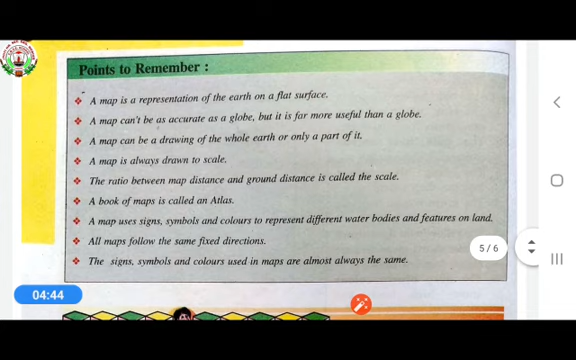 Points to Remember :
❖ A map is a representation of the earth on a flat surface.
❖ A map can't be as accurate as a globe, but it is far more useful than a globe.
❖ A map can be a drawing of the whole earth or only a part of it.
❖ A map is always drawn to scale.
❖ The ratio between map distance and ground distance is called the scale.
❖ A book of maps is called an Atlas.
❖ A map uses signs, symbols and colours to represent different water bodies and features on land.
❖ All maps follow the same fixed directions.
5/6
❖ The signs, symbols and colours used in maps are almost always the same.
04:44